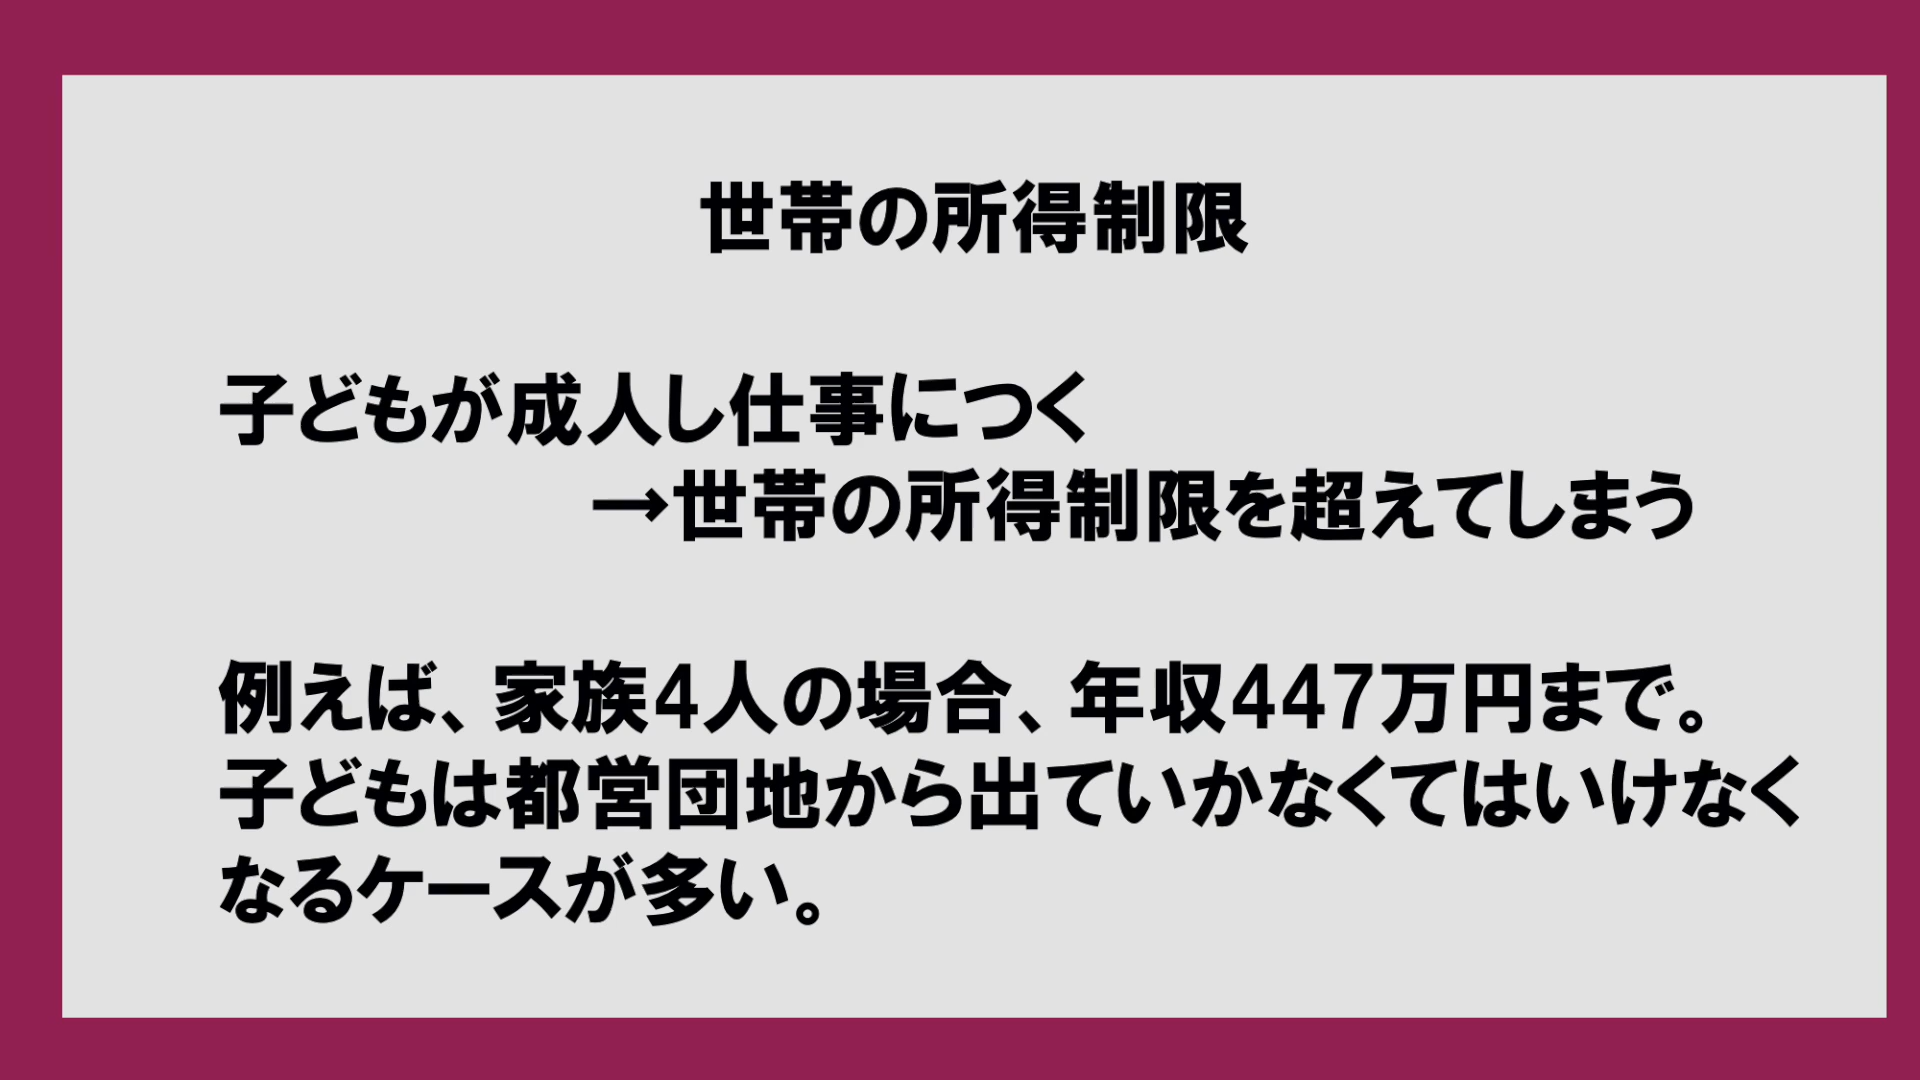 世帯の所得制限
子どもが成人し仕事につく
→世帯の所得制限を超えてしまう
例えば、家族4人の場合、年収447万円まで。
子どもは都営団地から出ていかなくてはいけなく
なるケースが多い。